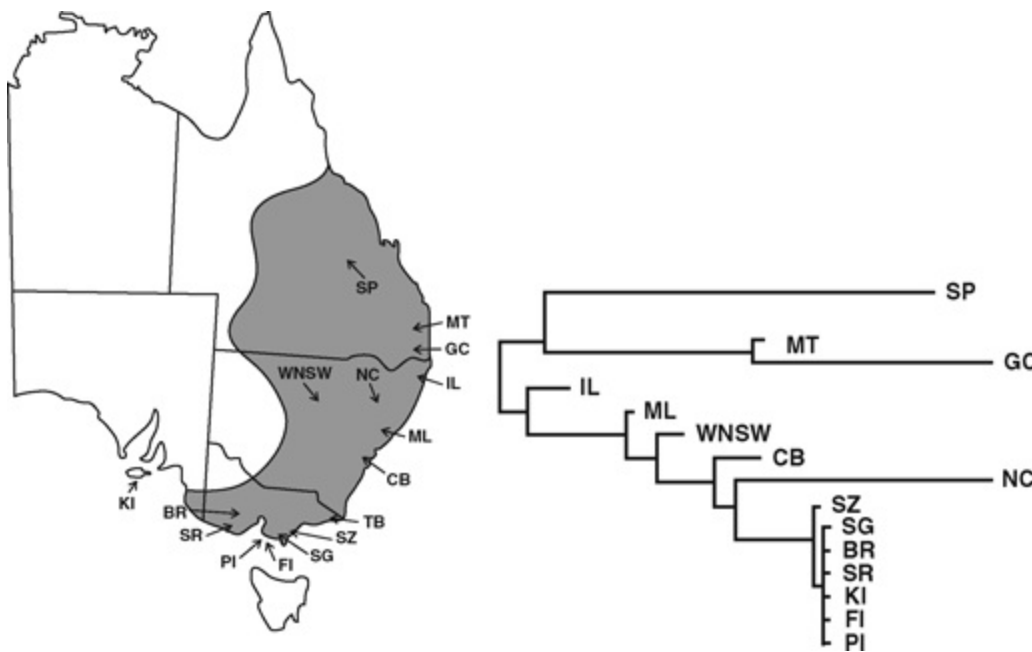 SP
MT
GC
WNSW
NC
IL
ML
CB
KI
BR
TB
SR
SZ
SG
PI
FI
SP
MT
GC
IL
ML
WNSW
CB
NC
SZ
SG
BR
SR
KI
FI
PI